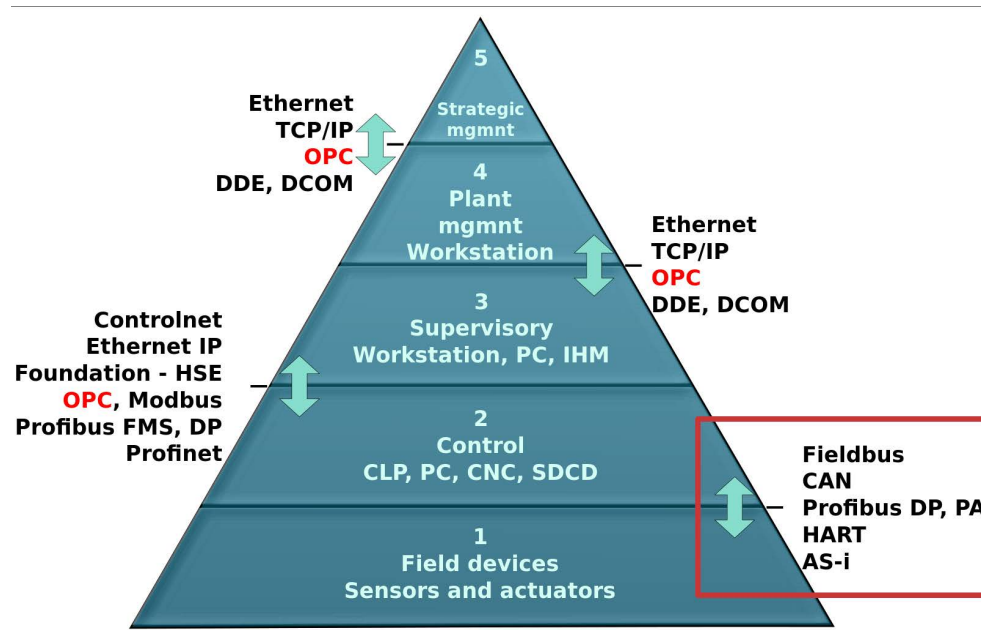 5
Strategic
mgmnt
Ethernet
TCP/IP
OPC
DDE, DCOM
4
Plant
mgmnt
Workstation
Ethernet
TCP/IP
OPC
DDE, DCOM
3
Supervisory
Workstation, PC, IHM
Controlnet
Ethernet IP
Foundation - HSE
OPC, Modbus
Profibus FMS, DP
Profinet
2
Control
CLP, PC, CNC, SDCD
Fieldbus
CAN
Profibus DP, PA
HART
AS-i
1
Field devices
Sensors and actuators